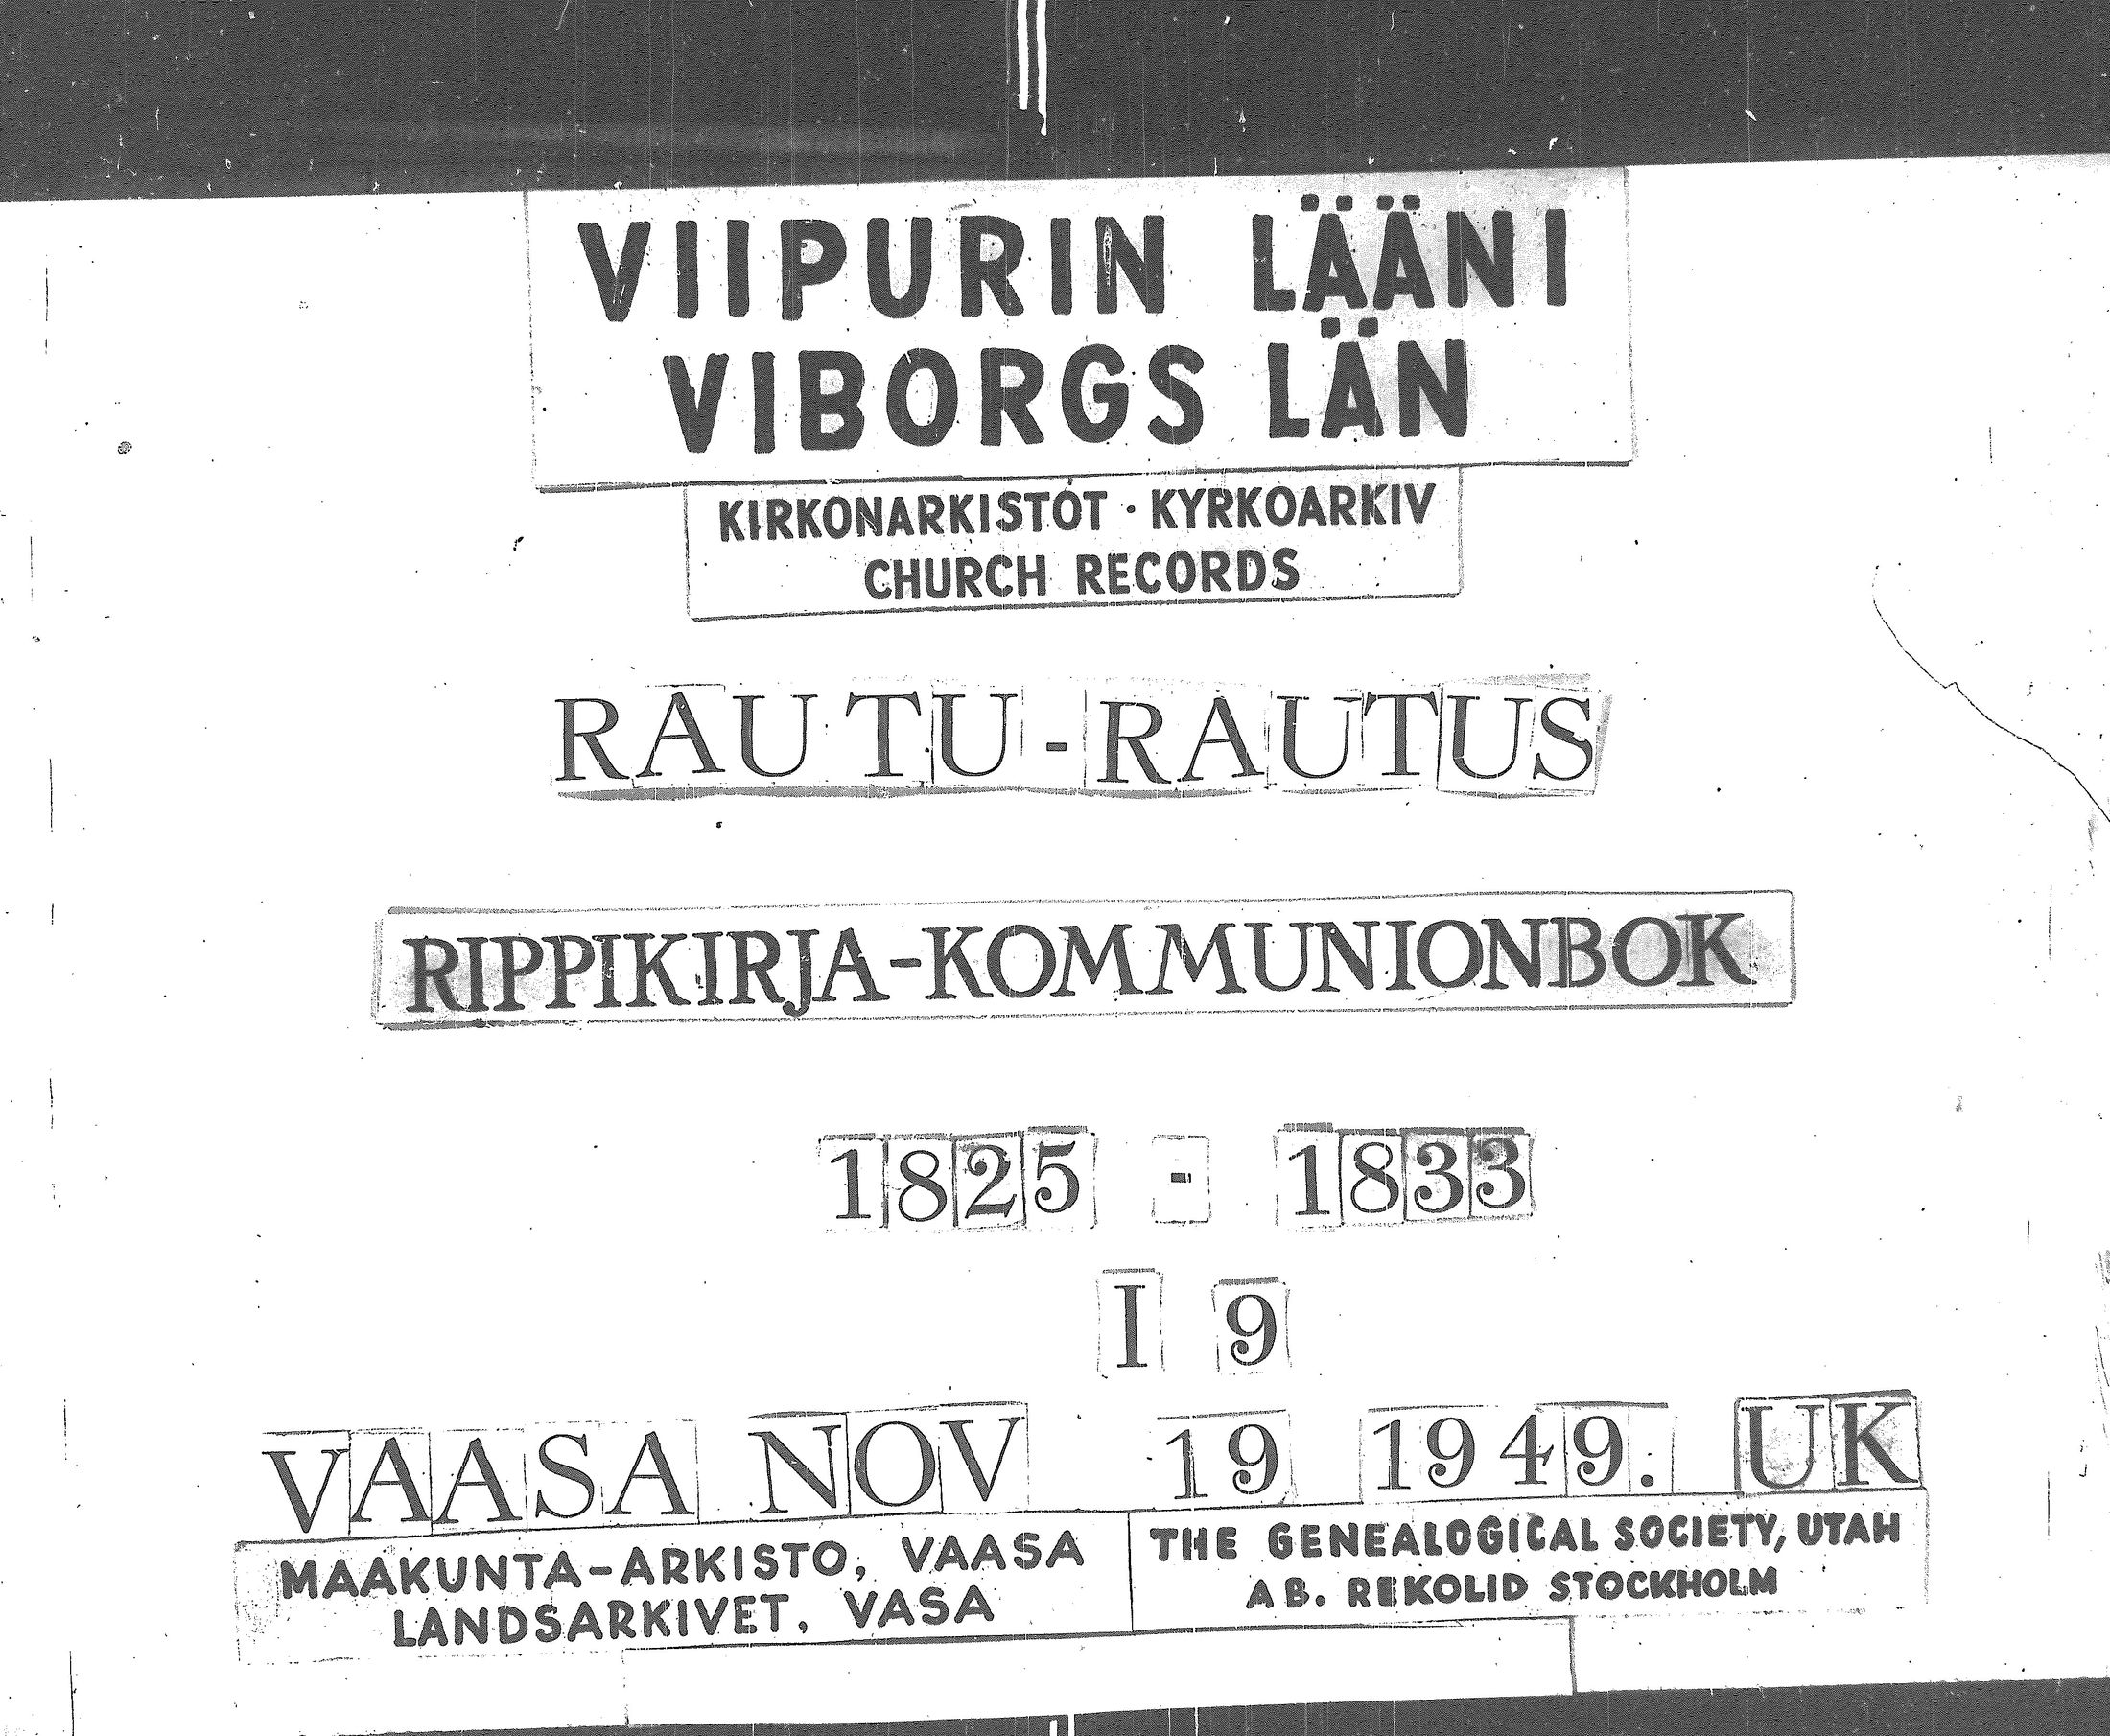 VIIPURIN LÄÄNI
VIBORGS LÄN
KIRKONARKISTOT · KYRKOARKIV
CHURCH RECORDS
RAUTU-RAUTUS
RIPPIKIRJA-KOMMUNIONBOK
1825 - 1833
I 9
VAASA NOV 19 1949. UK
MAAKUNTA-ARKISTO, VAASA
LANDSARKIVET, VASA
THE GENEALOGICAL SOCIETY, UTAH
AB. REKOLID STOCKHOLM